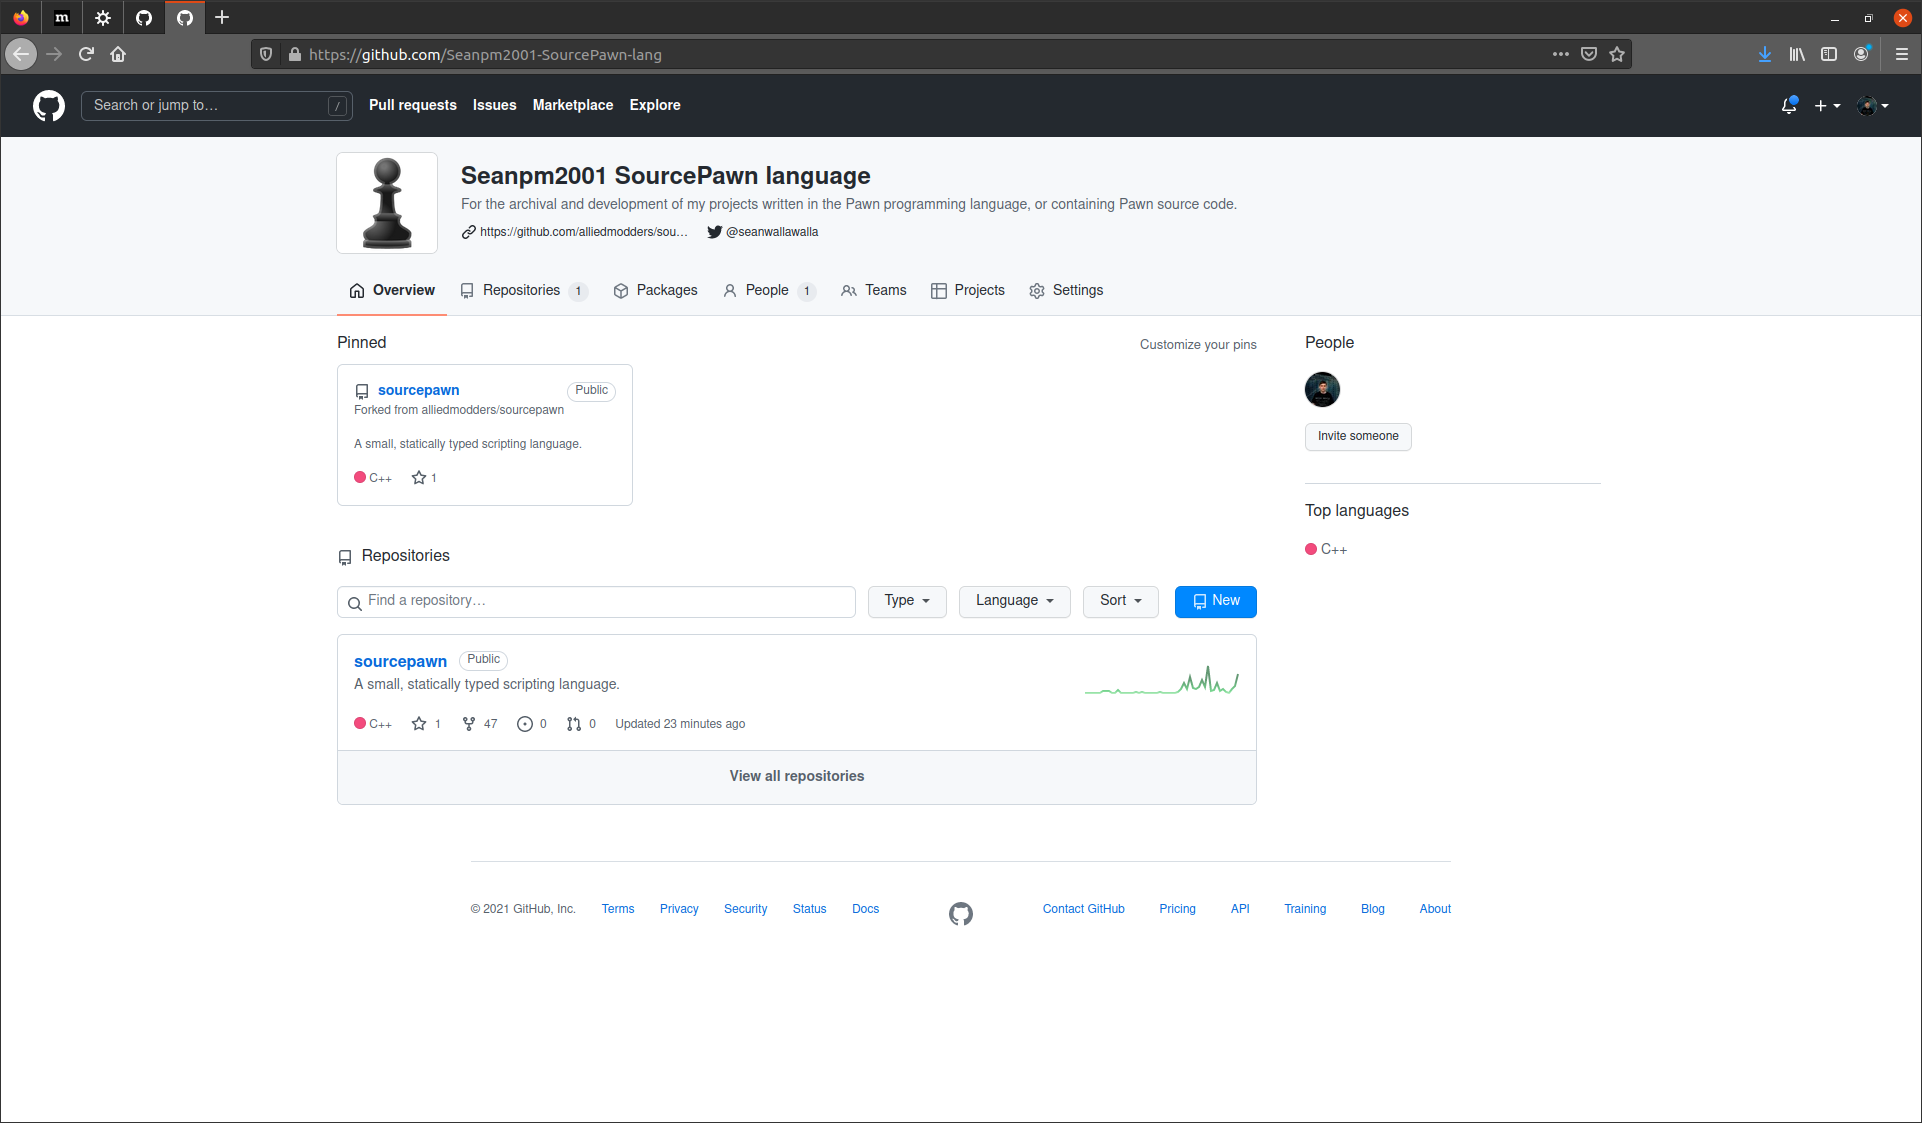 m
https://github.com/Seanpm2001-SourcePawn-lang
Search or jump to… / Pull requests Issues Marketplace Explore
Seanpm2001 SourcePawn language
For the archival and development of my projects written in the Pawn programming language, or containing Pawn source code.
https://github.com/alliedmodders/sou… @seanwallawalla
Overview Repositories 1 Packages People 1 Teams Projects Settings
Pinned Customize your pins
sourcepawn Public
Forked from alliedmodders/sourcepawn
A small, statically typed scripting language.
C++ 1
Repositories
Find a repository… Type Language Sort New
sourcepawn Public
A small, statically typed scripting language.
C++ 1 47 0 0 Updated 23 minutes ago
View all repositories
People
Invite someone
Top languages
C++
© 2021 GitHub, Inc. Terms Privacy Security Status Docs Contact GitHub Pricing API Training Blog About